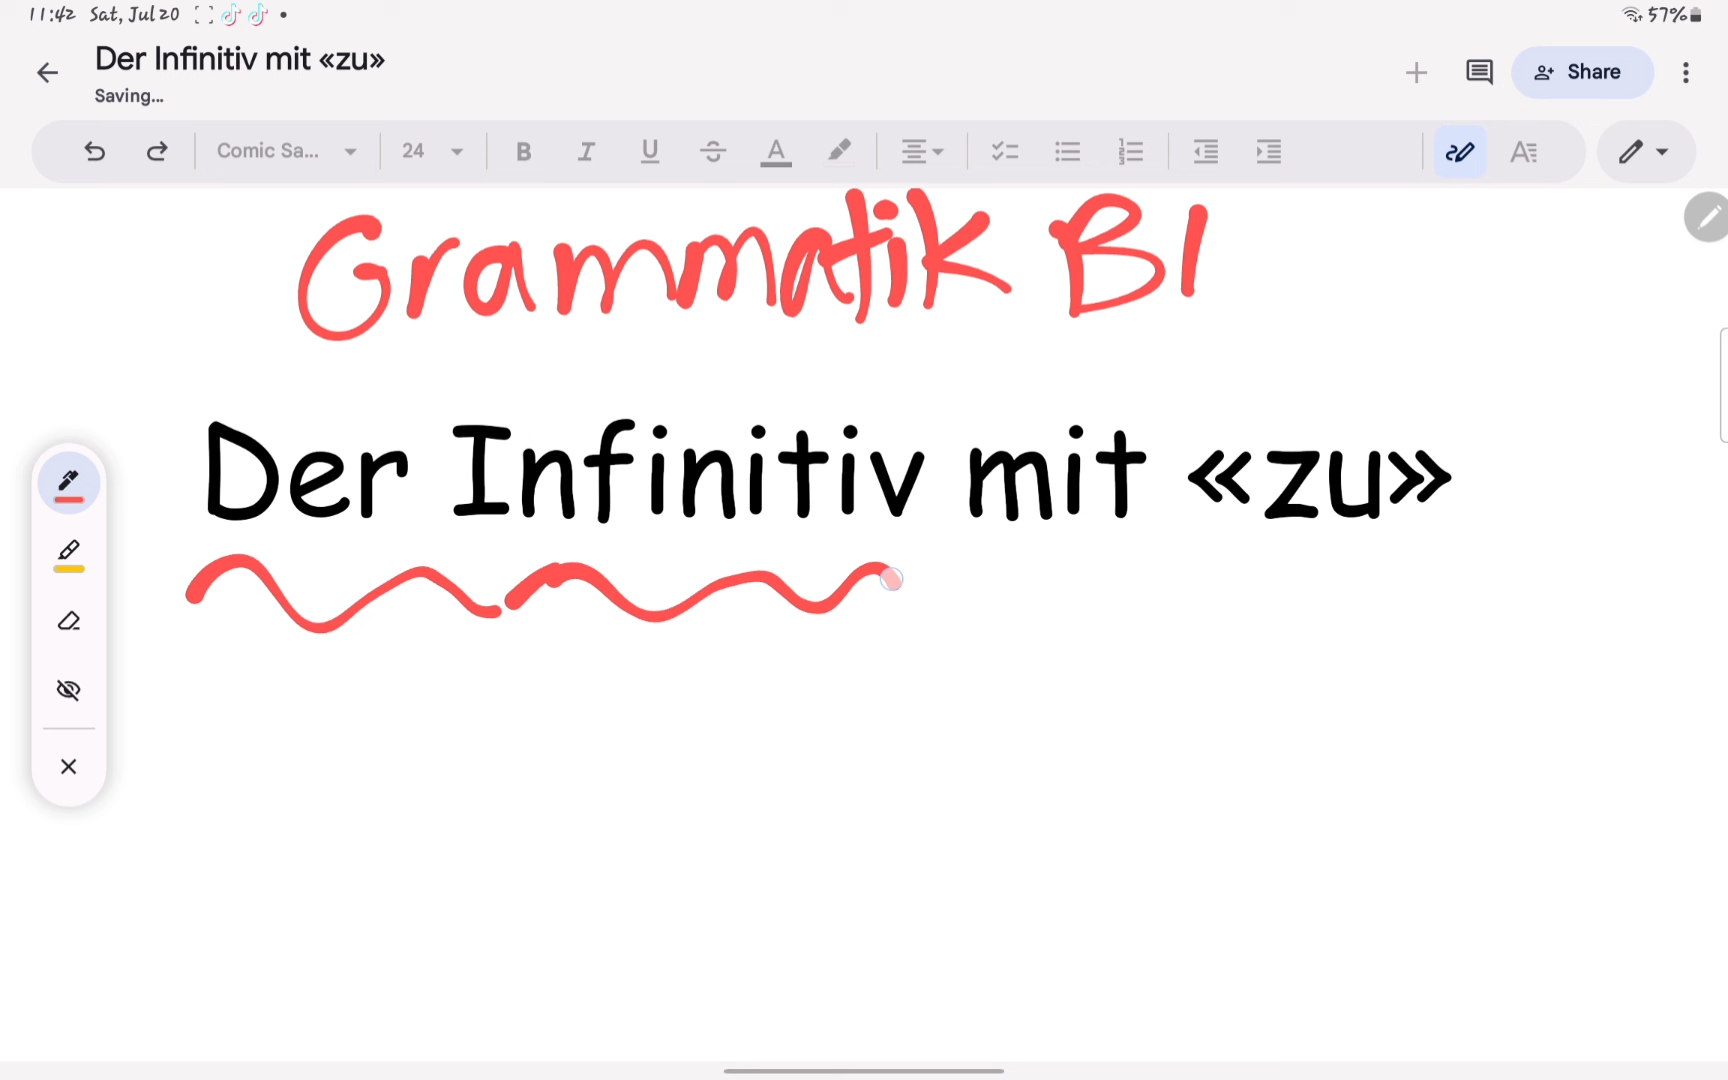 11:42 Sat, Jul 20 57%
Der Infinitiv mit «zu»
Saving...
Share
Comic Sa... 24 B I U S A A
Grammatik B1
Der Infinitiv mit «zu»